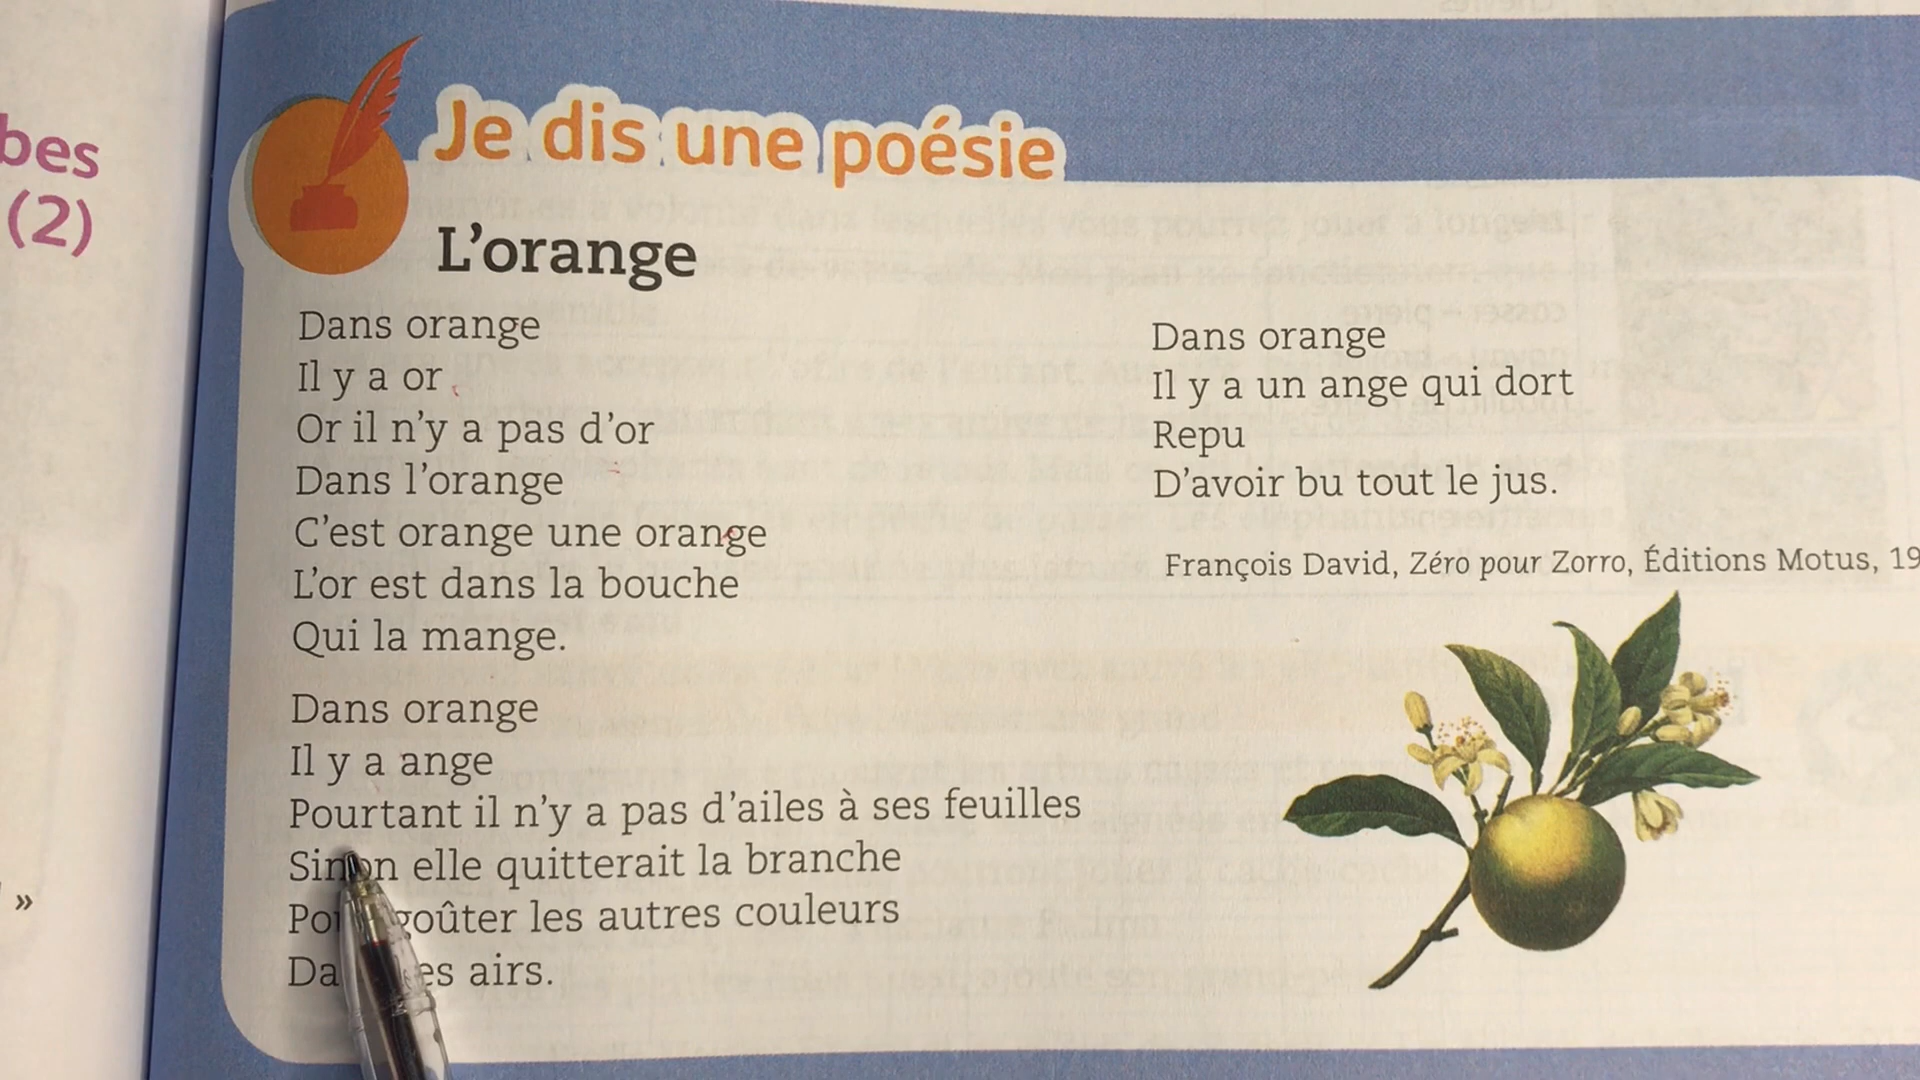 bes
(2)
»
Je dis une poésie
L'orange
Dans orange
Il y a or
Or il n'y a pas d'or
Dans l'orange
C'est orange une orange
L'or est dans la bouche
Qui la mange.
Dans orange
Il y a ange
Pourtant il n'y a pas d'ailes à ses feuilles
Sinon elle quitterait la branche
goûter les autres couleurs
airs.
Dans orange
Il y a un ange qui dort
Repu
D'avoir bu tout le jus.
François David, Zéro pour Zorro, Éditions Motus, 19